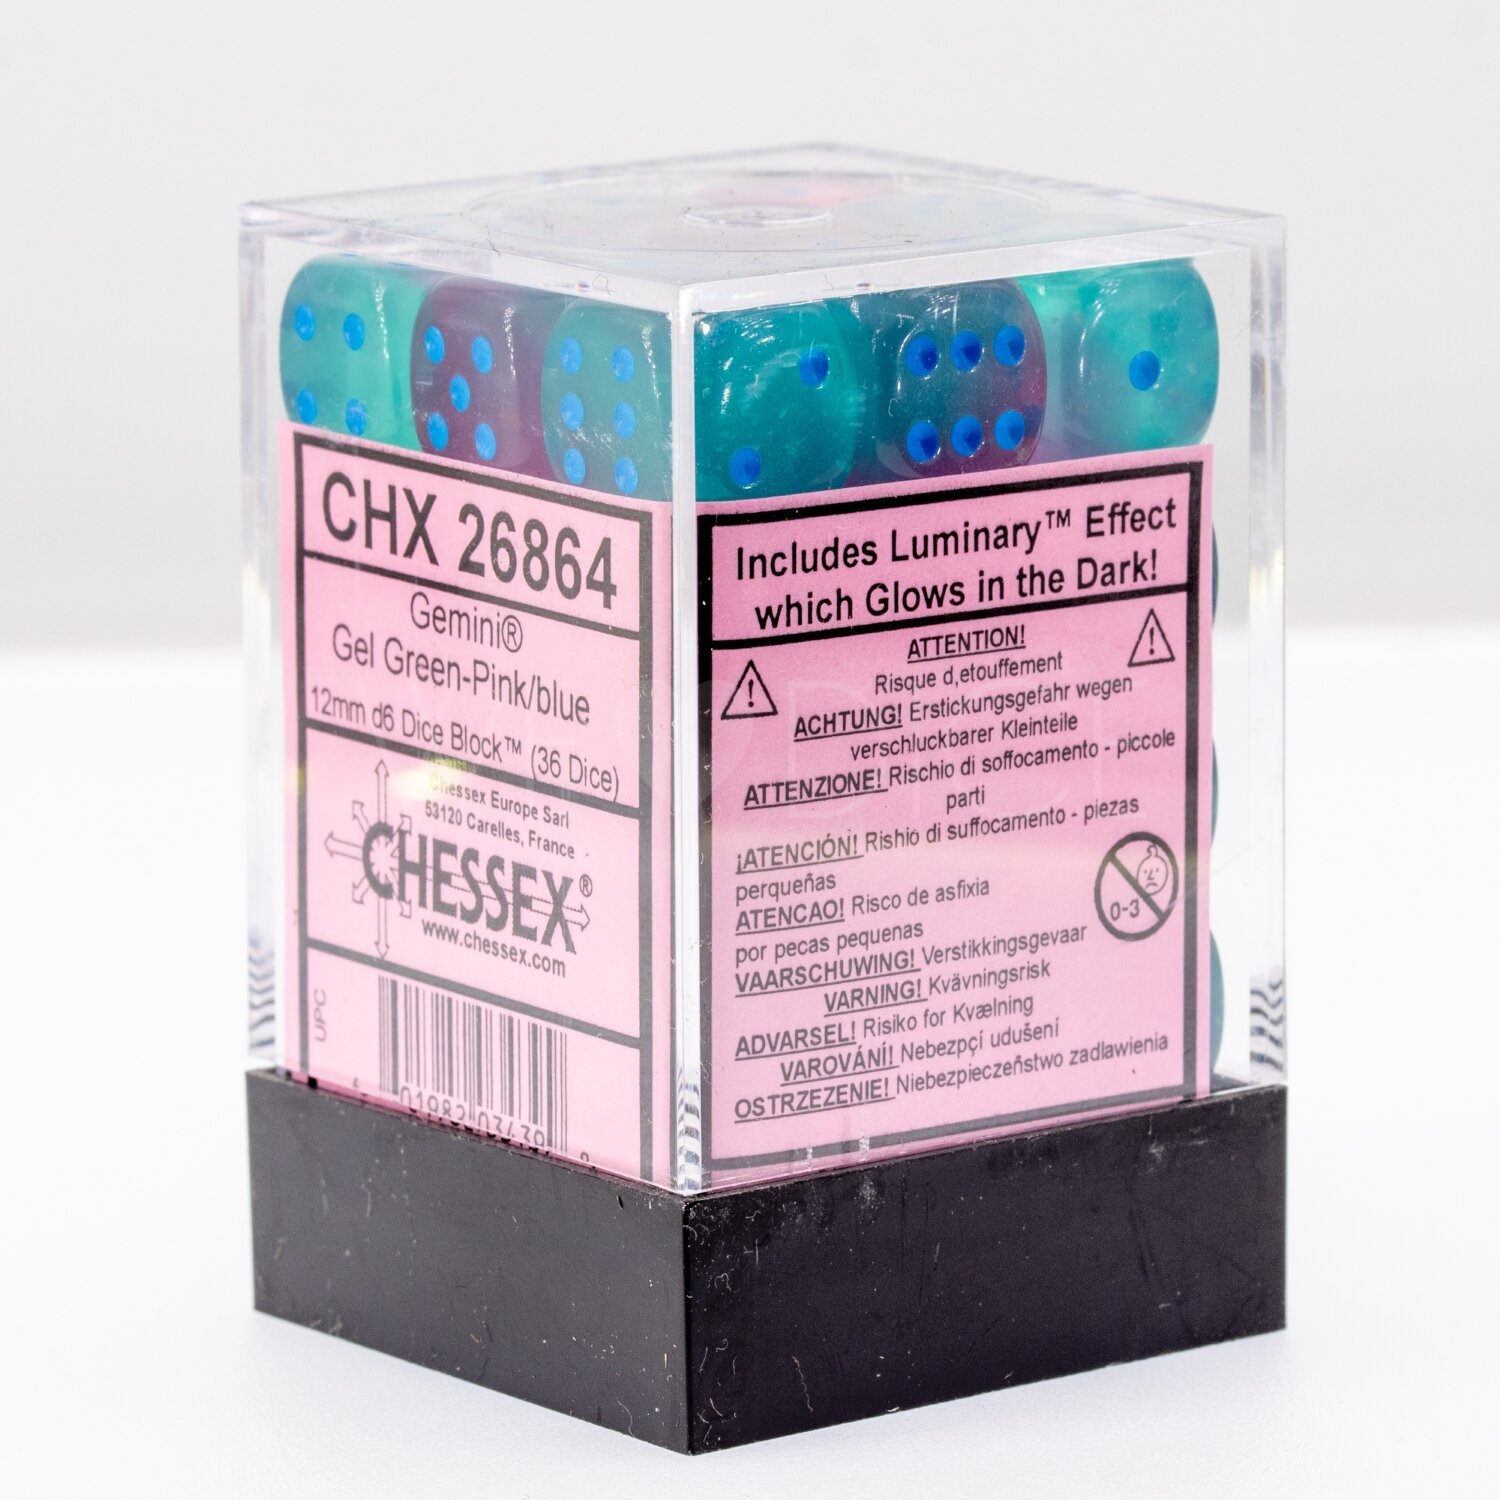 CHX 26864
Gemini®
Gel Green-Pink/blue
12mm d6 Dice Block™ (36 Dice)
Chessex Europe Sarl
53120 Carelles, France
CHESSEX®
www.chessex.com
UPC
Includes Luminary™ Effect
which Glows in the Dark!
ATTENTION!
Risque d,etouffement
ACHTUNG! Erstickungsgefahr wegen
verschluckbarer Kleinteile
ATTENZIONE! Rischio di soffocamento - piccole
parti
¡ATENCIÓN! Rishio di suffocamento - piezas
perqueñas
ATENCAO! Risco de asfixia
por pecas pequenas
VAARSCHUWING! Verstikkingsgevaar
VARNING! Kvävningsrisk
ADVARSEL! Risiko for Kvælning
VAROVÁNÍ! Nebezpçí udušení
OSTRZEZENIE! Niebezpieczeństwo zadlawienia
0-3